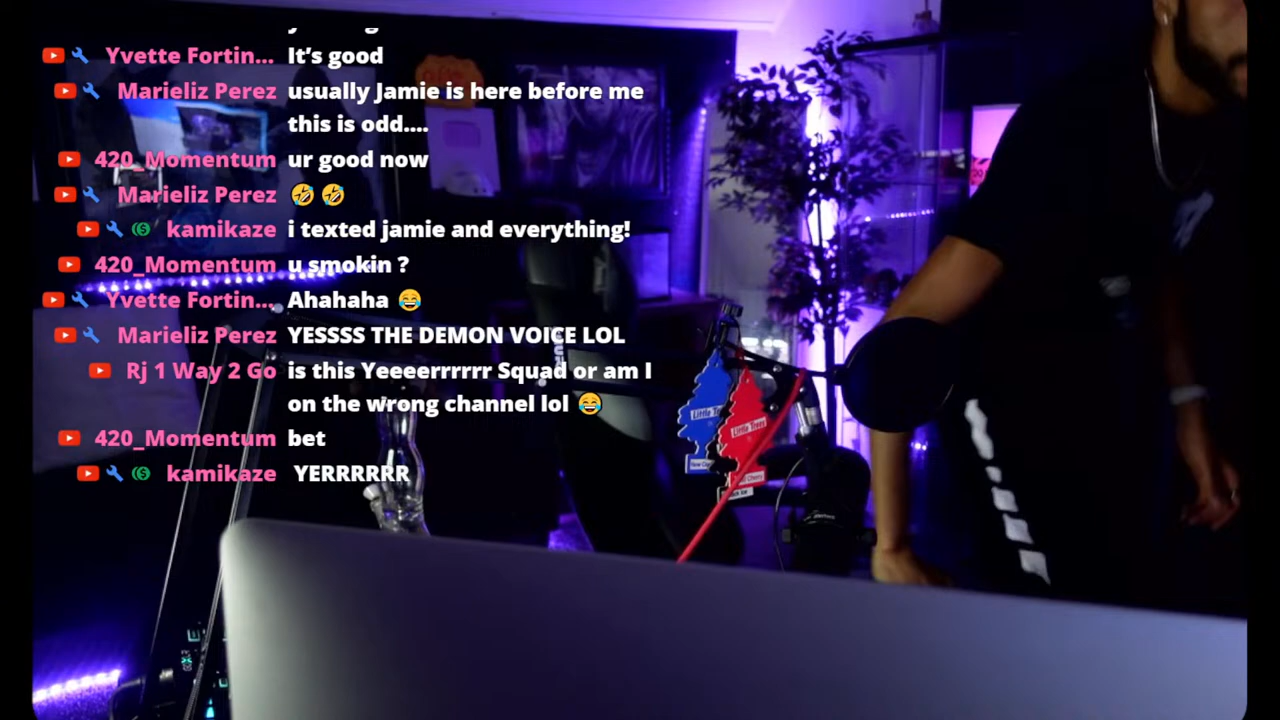 Yvette Fortin... It’s good
Marieliz Perez usually Jamie is here before me
this is odd....
420_Momentum ur good now
Marieliz Perez 🤣 🤣
kamikaze i texted jamie and everything!
420_Momentum u smokin ?
Yvette Fortin... Ahahaha 😂
Marieliz Perez YESSSS THE DEMON VOICE LOL
Rj 1 Way 2 Go is this Yeeeerrrrrr Squad or am I
on the wrong channel lol 😂
420_Momentum bet
kamikaze YERRRRRR
Little Trees